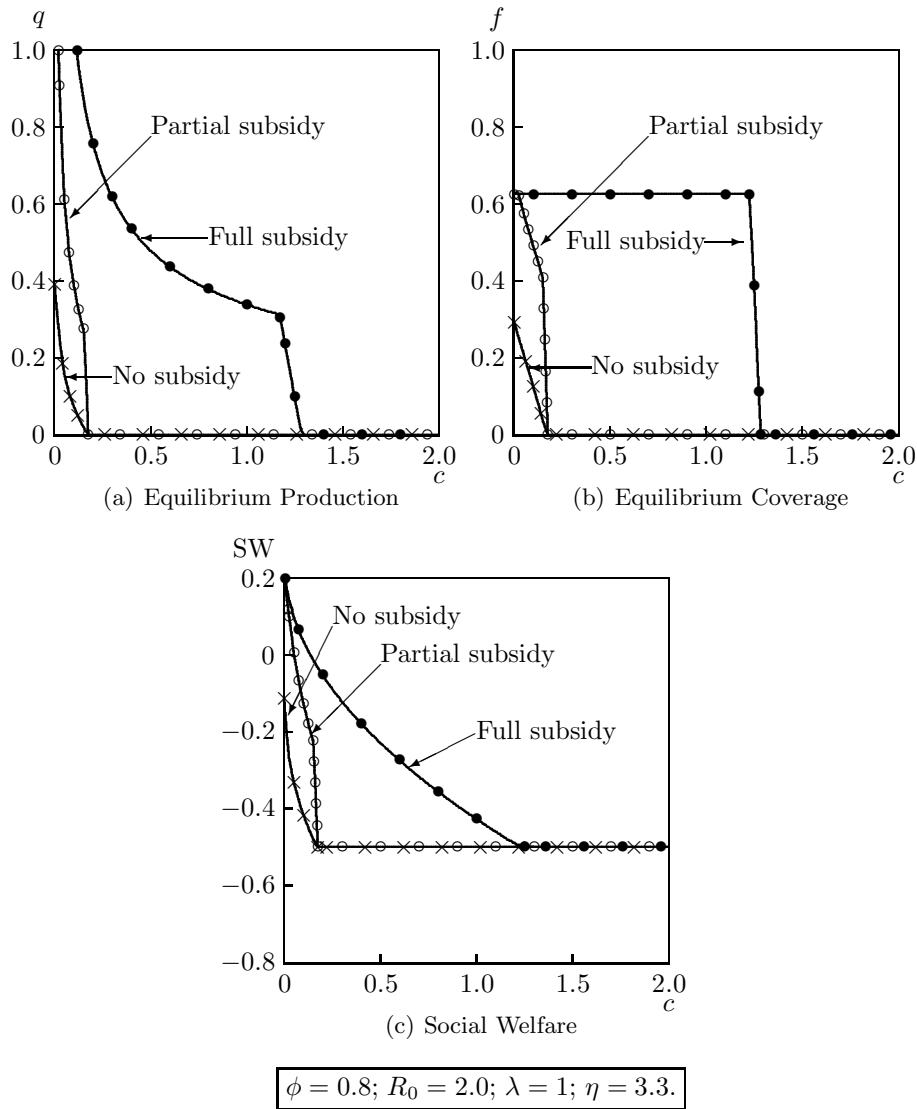 q
1.0
0.8
0.6
0.4
0.2
0
Partial subsidy
Full subsidy
No subsidy
0
0.5
1.0
1.5
2.0
c
(a) Equilibrium Production
f
1.0
0.8
0.6
0.4
0.2
0
Partial subsidy
Full subsidy
No subsidy
0
0.5
1.0
1.5
2.0
c
(b) Equilibrium Coverage
SW
0.2
0
−0.2
−0.4
−0.6
−0.8
No subsidy
Partial subsidy
Full subsidy
0
0.5
1.0
1.5
2.0
c
(c) Social Welfare
ϕ = 0.8; R₀ = 2.0; λ = 1; η = 3.3.